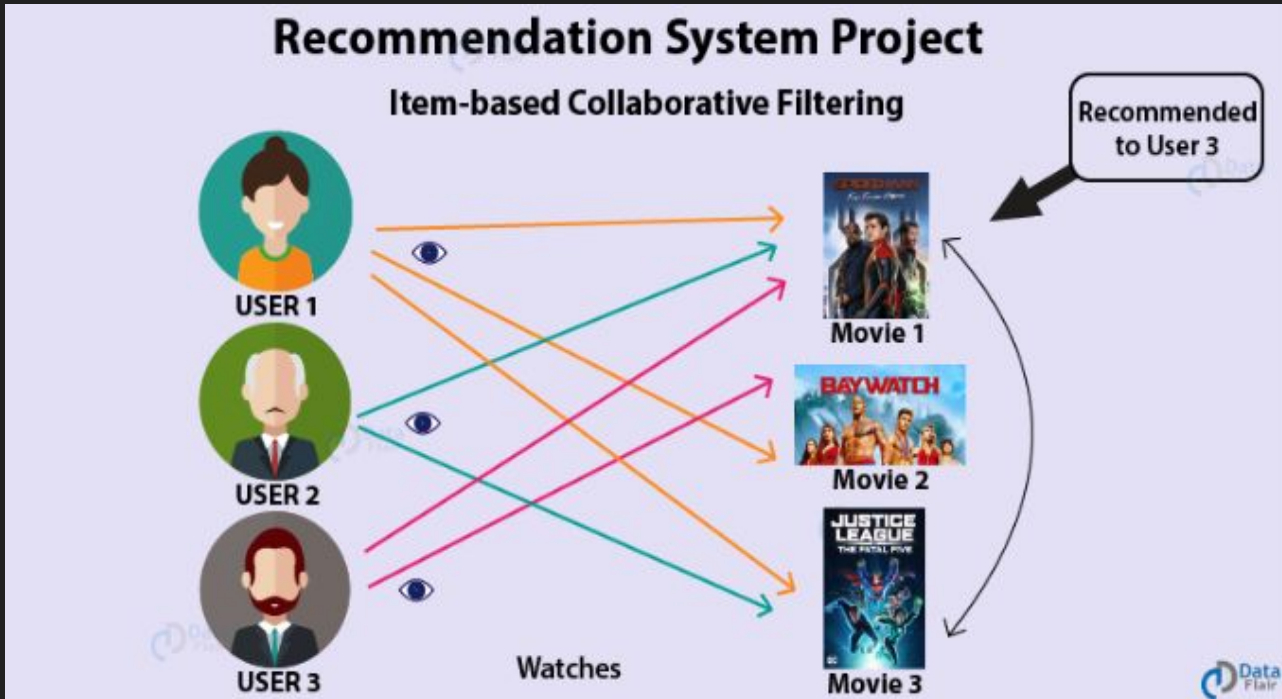 Recommendation System Project
Item-based Collaborative Filtering
Recommended
to User 3
USER 1
Movie 1
BAYWATCH
USER 2
Movie 2
JUSTICE
LEAGUE
THE FATAL FIVE
USER 3
Watches
Movie 3
Data
Flair